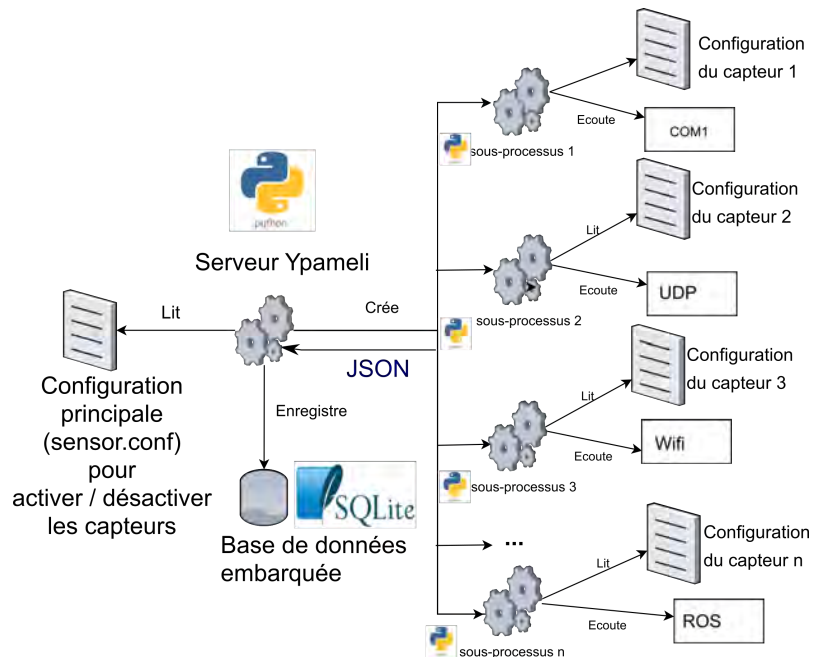 Configuration
du capteur 1
Ecoute
COM1
sous-processus 1
python
Serveur Ypameli
Configuration
du capteur 2
Lit
Ecoute
UDP
sous-processus 2
Lit
Crée
JSON
Configuration
principale
(sensor.conf)
pour
activer / désactiver
les capteurs
Enregistre
SQLite
Base de données
embarquée
Configuration
du capteur 3
Lit
Ecoute
Wifi
sous-processus 3
...
Configuration
du capteur n
Lit
Ecoute
ROS
sous-processus n